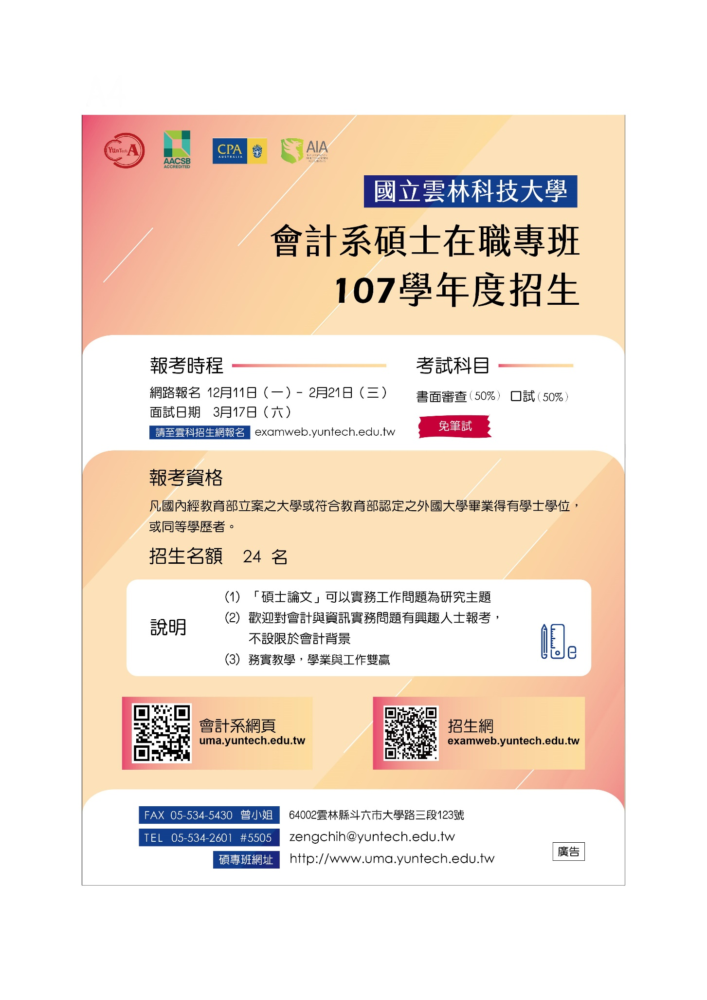 YunTech A
AACSB
ACCREDITED
CPA
AUSTRALIA
AIA
THE ASSOCIATION
OF INTERNATIONAL
ACCOUNTANTS
國立雲林科技大學
會計系碩士在職專班
107學年度招生
報考時程
網路報名 12月11日（一）- 2月21日（三）
面試日期 3月17日（六）
請至雲科招生網報名 examweb.yuntech.edu.tw
考試科目
書面審查（50%） 口試（50%）
免筆試
報考資格
凡國內經教育部立案之大學或符合教育部認定之外國大學畢業得有學士學位，
或同等學歷者。
招生名額 24 名
說明
(1) 「碩士論文」可以實務工作問題為研究主題
(2) 歡迎對會計與資訊實務問題有興趣人士報考，
不設限於會計背景
(3) 務實教學，學業與工作雙贏
會計系網頁
uma.yuntech.edu.tw
招生網
examweb.yuntech.edu.tw
FAX 05-534-5430 曾小姐 64002雲林縣斗六市大學路三段123號
TEL 05-534-2601 #5505 zengchih@yuntech.edu.tw
碩專班網址 http://www.uma.yuntech.edu.tw
廣告